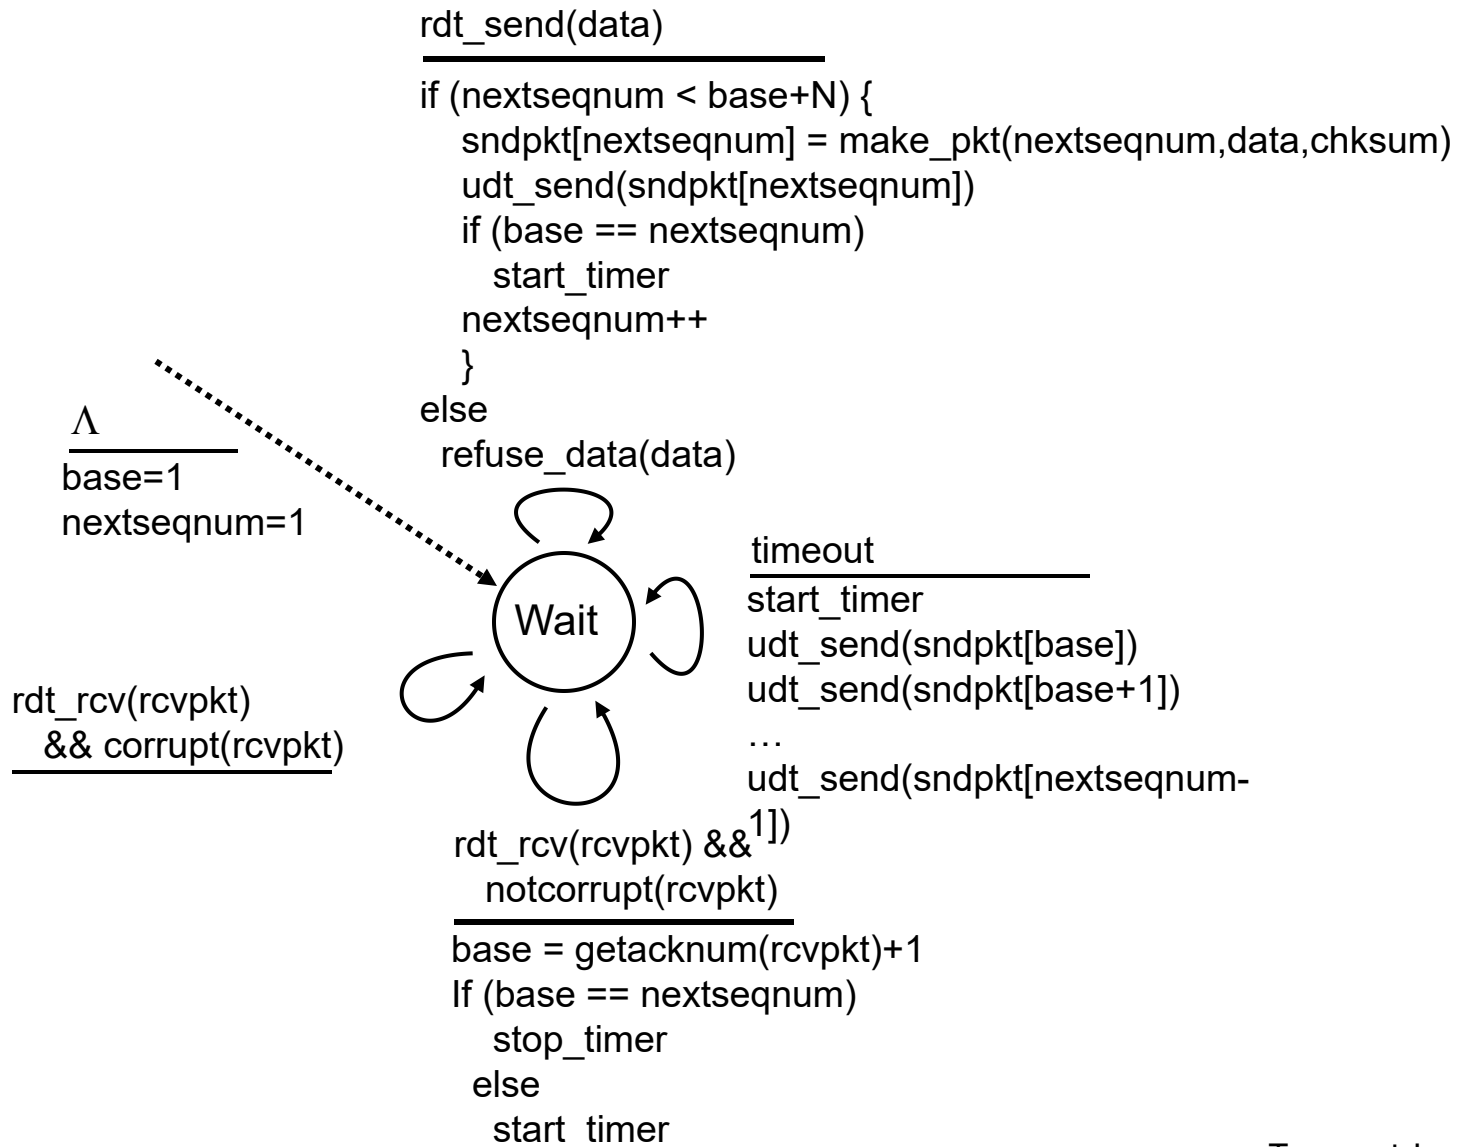 rdt_send(data)
if (nextseqnum < base+N) {
sndpkt[nextseqnum] = make_pkt(nextseqnum,data,chksum)
udt_send(sndpkt[nextseqnum])
if (base == nextseqnum)
start_timer
nextseqnum++
}
else
refuse_data(data)
Λ
base=1
nextseqnum=1
Wait
timeout
start_timer
udt_send(sndpkt[base])
udt_send(sndpkt[base+1])
…
udt_send(sndpkt[nextseqnum-
1])
rdt_rcv(rcvpkt)
&& corrupt(rcvpkt)
rdt_rcv(rcvpkt) &&
notcorrupt(rcvpkt)
base = getacknum(rcvpkt)+1
If (base == nextseqnum)
stop_timer
else
start_timer